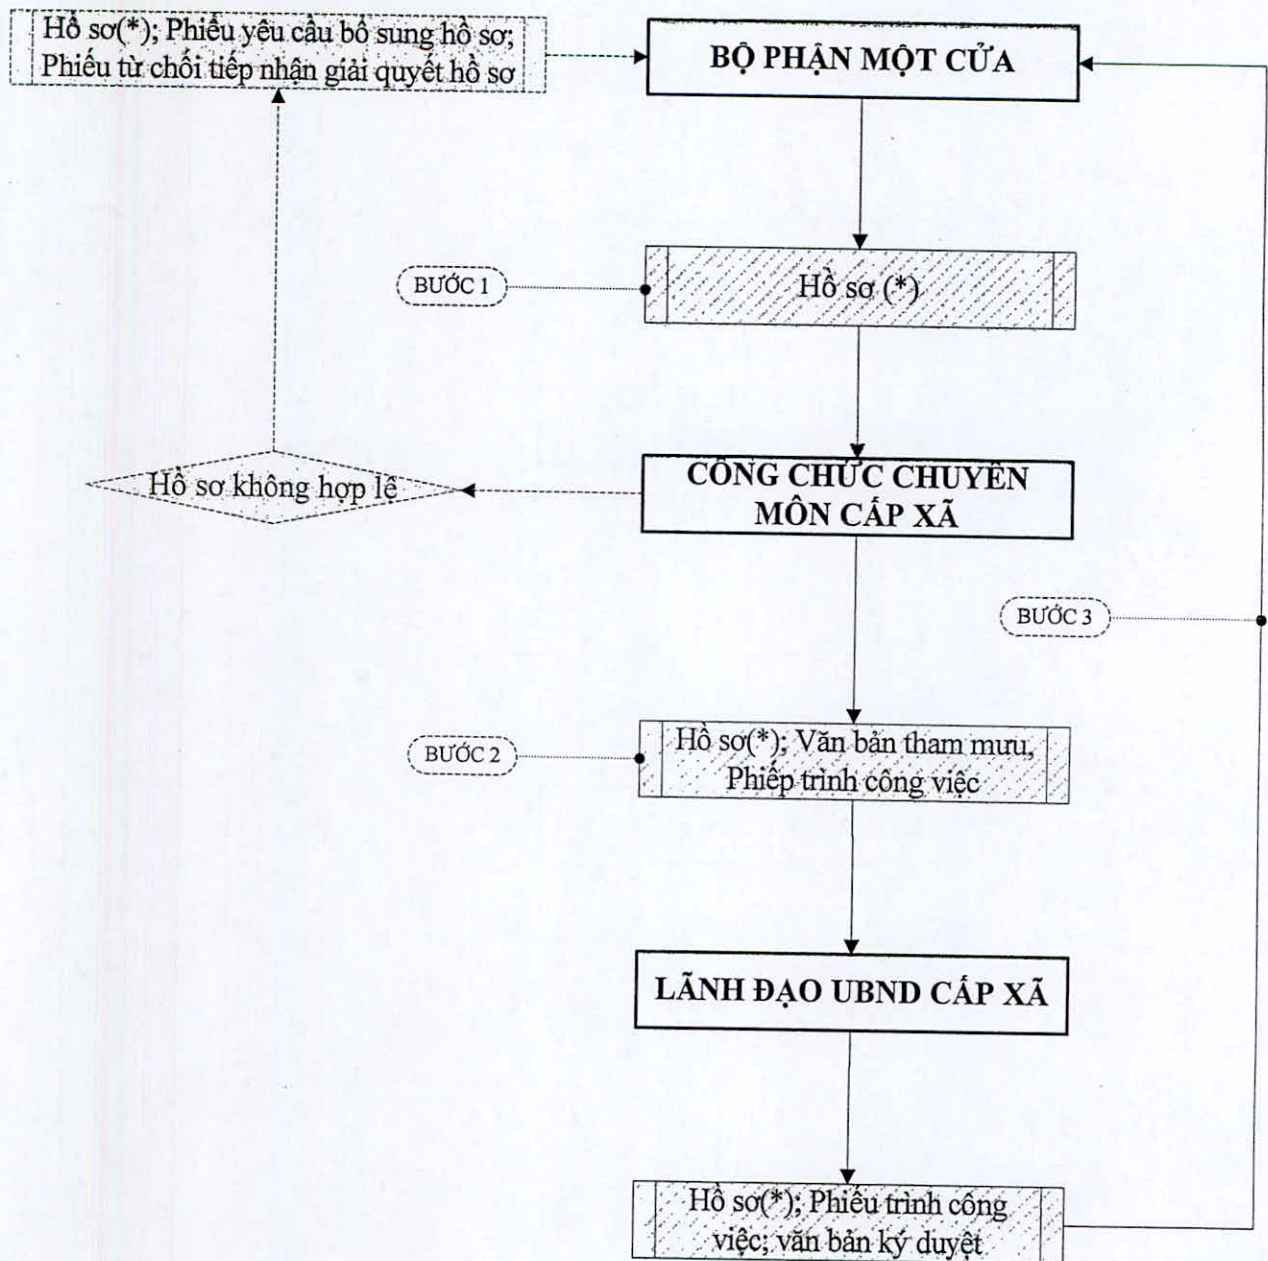 Hồ sơ(*); Phiếu yêu cầu bổ sung hồ sơ;
Phiếu từ chối tiếp nhận giải quyết hồ sơ
BỘ PHẬN MỘT CỬA
BƯỚC 1
Hồ sơ (*)
Hồ sơ không hợp lệ
CÔNG CHỨC CHUYÊN
MÔN CẤP XÃ
BƯỚC 3
BƯỚC 2
Hồ sơ(*); Văn bản tham mưu,
Phiếp trình công việc
LÃNH ĐẠO UBND CẤP XÃ
Hồ sơ(*); Phiếu trình công
việc; văn bản ký duyệt